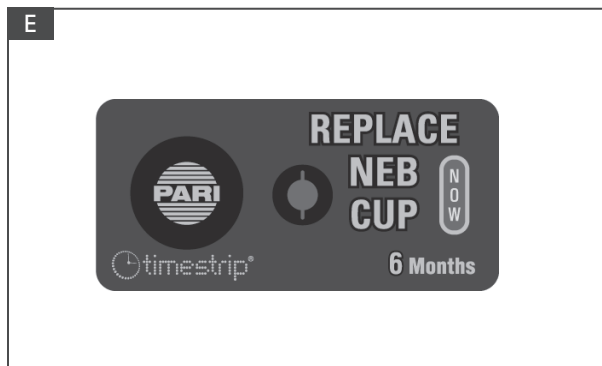 E
REPLACE
NEB
CUP
NOW
PARI
timestrip®
6 Months